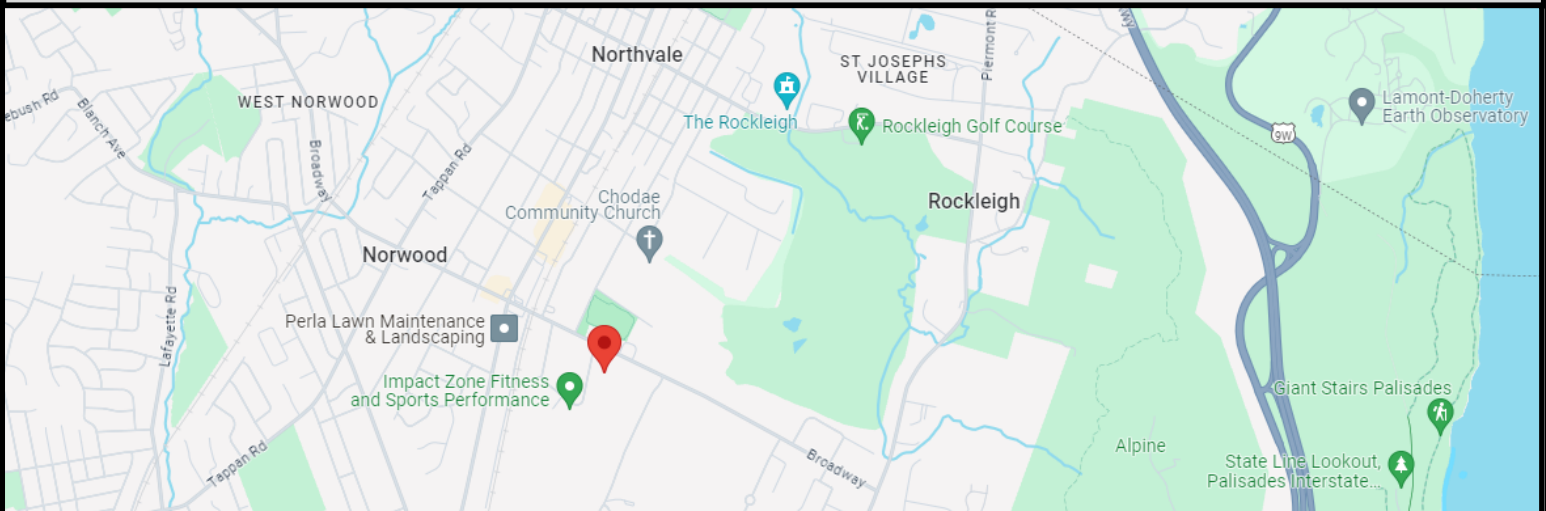 Northvale
ST JOSEPHS
VILLAGE
Piermont R
wy
WEST NORWOOD
ebush Rd
Blanch Ave
Broadway
Tappan Rd
The Rockleigh
Rockleigh Golf Course
9W
Lamont-Doherty
Earth Observatory
Chodae
Community Church
Rockleigh
Norwood
Lafayette Rd
Perla Lawn Maintenance
& Landscaping
Impact Zone Fitness
and Sports Performance
Giant Stairs Palisades
Tappan Rd
Broadway
Alpine
State Line Lookout,
Palisades Interstate...